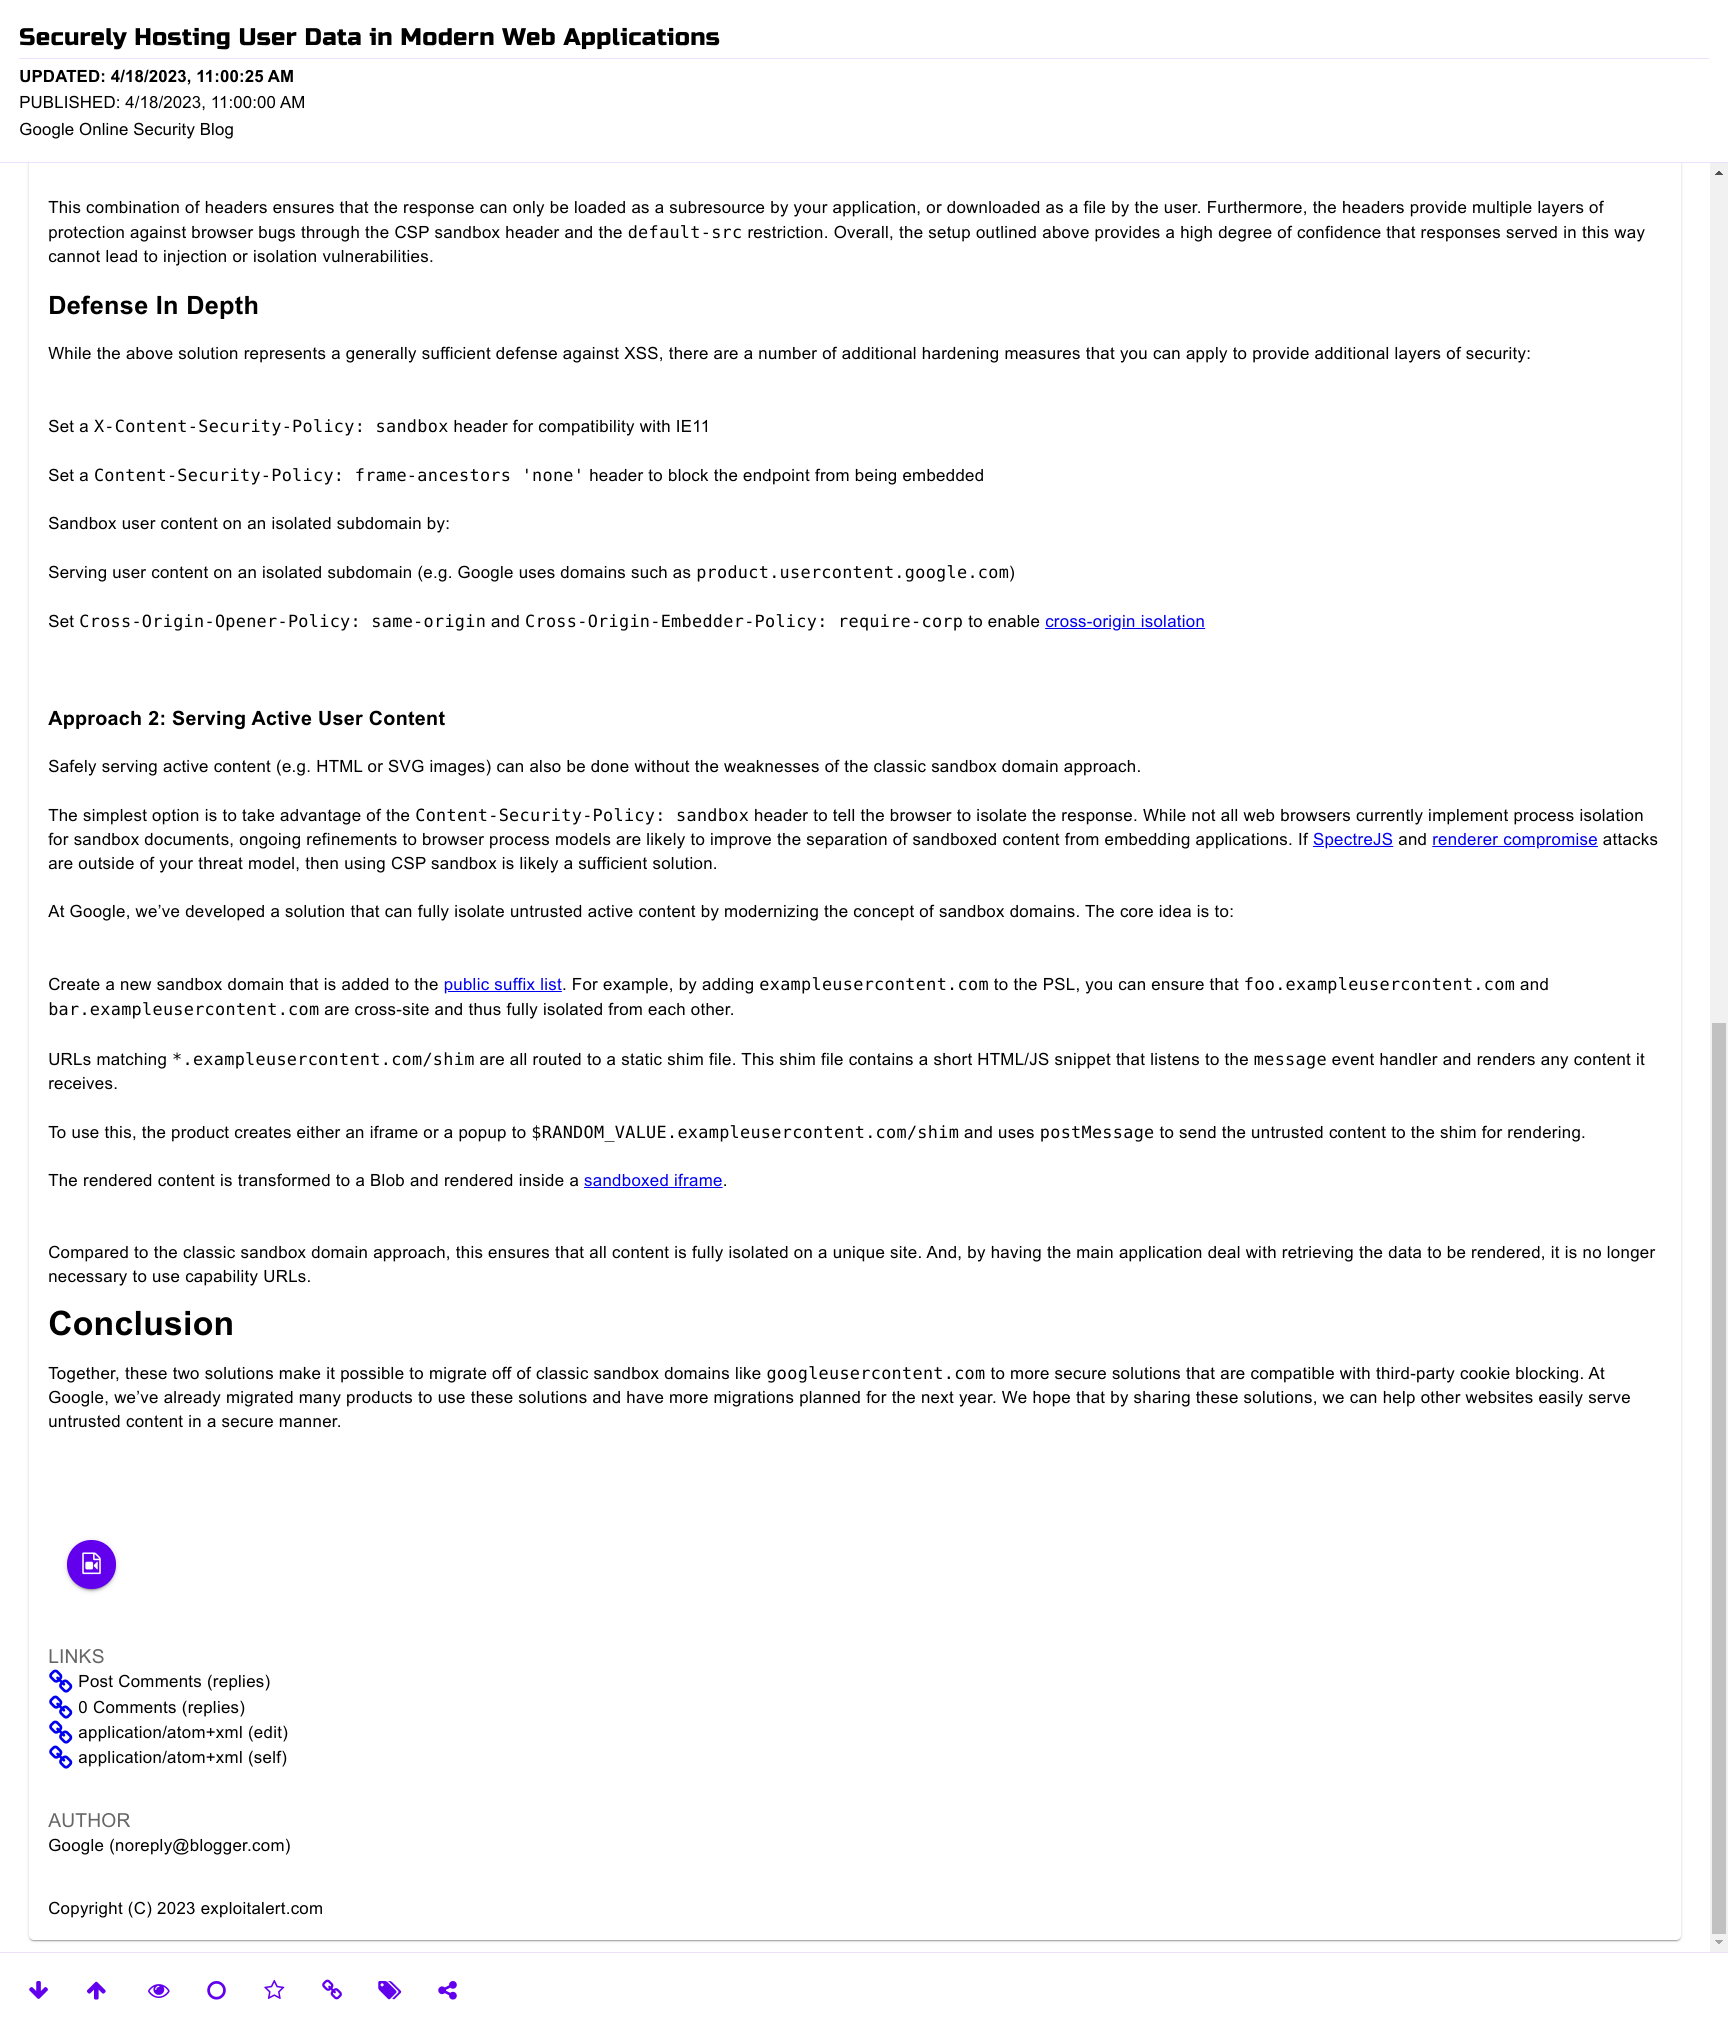 Securely Hosting User Data in Modern Web Applications
UPDATED: 4/18/2023, 11:00:25 AM
PUBLISHED: 4/18/2023, 11:00:00 AM
Google Online Security Blog
This combination of headers ensures that the response can only be loaded as a subresource by your application, or downloaded as a file by the user. Furthermore, the headers provide multiple layers of
protection against browser bugs through the CSP sandbox header and the default-src restriction. Overall, the setup outlined above provides a high degree of confidence that responses served in this way
cannot lead to injection or isolation vulnerabilities.
Defense In Depth
While the above solution represents a generally sufficient defense against XSS, there are a number of additional hardening measures that you can apply to provide additional layers of security:
Set a X-Content-Security-Policy: sandbox header for compatibility with IE11
Set a Content-Security-Policy: frame-ancestors 'none' header to block the endpoint from being embedded
Sandbox user content on an isolated subdomain by:
Serving user content on an isolated subdomain (e.g. Google uses domains such as product.usercontent.google.com)
Set Cross-Origin-Opener-Policy: same-origin and Cross-Origin-Embedder-Policy: require-corp to enable cross-origin isolation
Approach 2: Serving Active User Content
Safely serving active content (e.g. HTML or SVG images) can also be done without the weaknesses of the classic sandbox domain approach.
The simplest option is to take advantage of the Content-Security-Policy: sandbox header to tell the browser to isolate the response. While not all web browsers currently implement process isolation
for sandbox documents, ongoing refinements to browser process models are likely to improve the separation of sandboxed content from embedding applications. If SpectreJS and renderer compromise attacks
are outside of your threat model, then using CSP sandbox is likely a sufficient solution.
At Google, we’ve developed a solution that can fully isolate untrusted active content by modernizing the concept of sandbox domains. The core idea is to:
Create a new sandbox domain that is added to the public suffix list. For example, by adding exampleusercontent.com to the PSL, you can ensure that foo.exampleusercontent.com and
bar.exampleusercontent.com are cross-site and thus fully isolated from each other.
URLs matching *.exampleusercontent.com/shim are all routed to a static shim file. This shim file contains a short HTML/JS snippet that listens to the message event handler and renders any content it
receives.
To use this, the product creates either an iframe or a popup to $RANDOM_VALUE.exampleusercontent.com/shim and uses postMessage to send the untrusted content to the shim for rendering.
The rendered content is transformed to a Blob and rendered inside a sandboxed iframe.
Compared to the classic sandbox domain approach, this ensures that all content is fully isolated on a unique site. And, by having the main application deal with retrieving the data to be rendered, it is no longer
necessary to use capability URLs.
Conclusion
Together, these two solutions make it possible to migrate off of classic sandbox domains like googleusercontent.com to more secure solutions that are compatible with third-party cookie blocking. At
Google, we’ve already migrated many products to use these solutions and have more migrations planned for the next year. We hope that by sharing these solutions, we can help other websites easily serve
untrusted content in a secure manner.
LINKS
Post Comments (replies)
0 Comments (replies)
application/atom+xml (edit)
application/atom+xml (self)
AUTHOR
Google (noreply@blogger.com)
Copyright (C) 2023 exploitalert.com